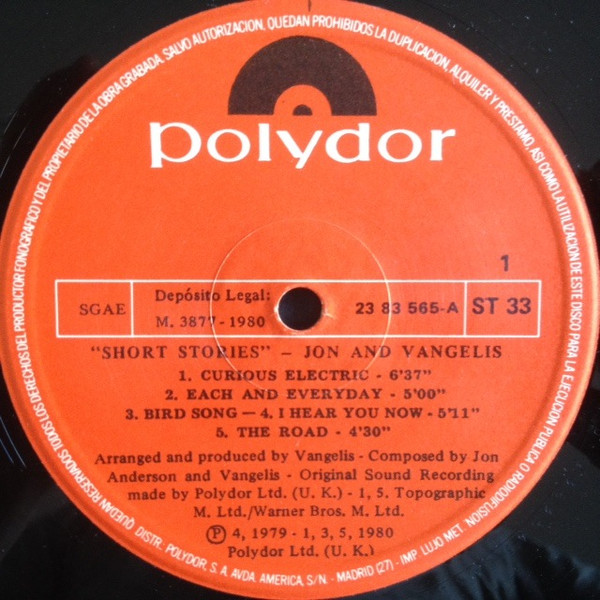 polydor
1
SGAE
Depósito Legal:
M. 3877 - 1980
23 83 565-A
ST 33
"SHORT STORIES" - JON AND VANGELIS
1. CURIOUS ELECTRIC - 6'37"
2. EACH AND EVERYDAY - 5'00"
3. BIRD SONG — 4. I HEAR YOU NOW - 5'11"
5. THE ROAD - 4'30"
Arranged and produced by Vangelis - Composed by Jon
Anderson and Vangelis - Original Sound Recording
made by Polydor Ltd. (U. K.) - 1, 5. Topographic
M. Ltd./Warner Bros. M. Ltd.
Ⓟ 4, 1979 - 1, 3, 5, 1980
Polydor Ltd. (U. K.)
QUEDAN RESERVADOS TODOS LOS DERECHOS DEL PRODUCTOR FONOGRAFICO Y DEL PROPIETARIO DE LA OBRA GRABADA. SALVO AUTORIZACION, QUEDAN PROHIBIDOS LA DUPLICACION, ALQUILER Y PRESTAMO, ASI COMO LA UTILIZACION DE ESTE DISCO PARA LA EJECUCION PUBLICA O RADIODIFUSION
DISTR. POLYDOR, S. A. AVDA. AMERICA, S/N. - MADRID (27) - IMP. LUJO MET.